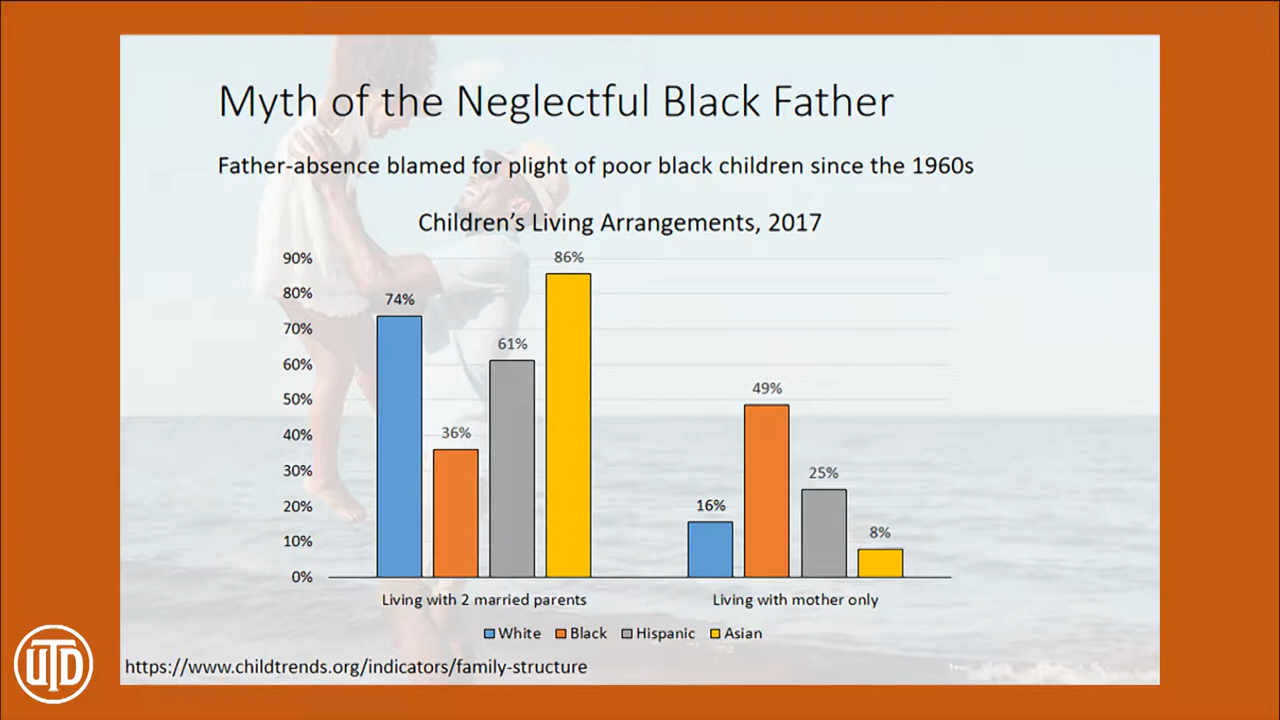 Myth of the Neglectful Black Father
Father-absence blamed for plight of poor black children since the 1960s
Children's Living Arrangements, 2017
90%
80%
70%
60%
50%
40%
30%
20%
10%
0%
74%
36%
61%
86%
16%
49%
25%
8%
Living with 2 married parents
Living with mother only
White Black Hispanic Asian
https://www.childtrends.org/indicators/family-structure
UTD